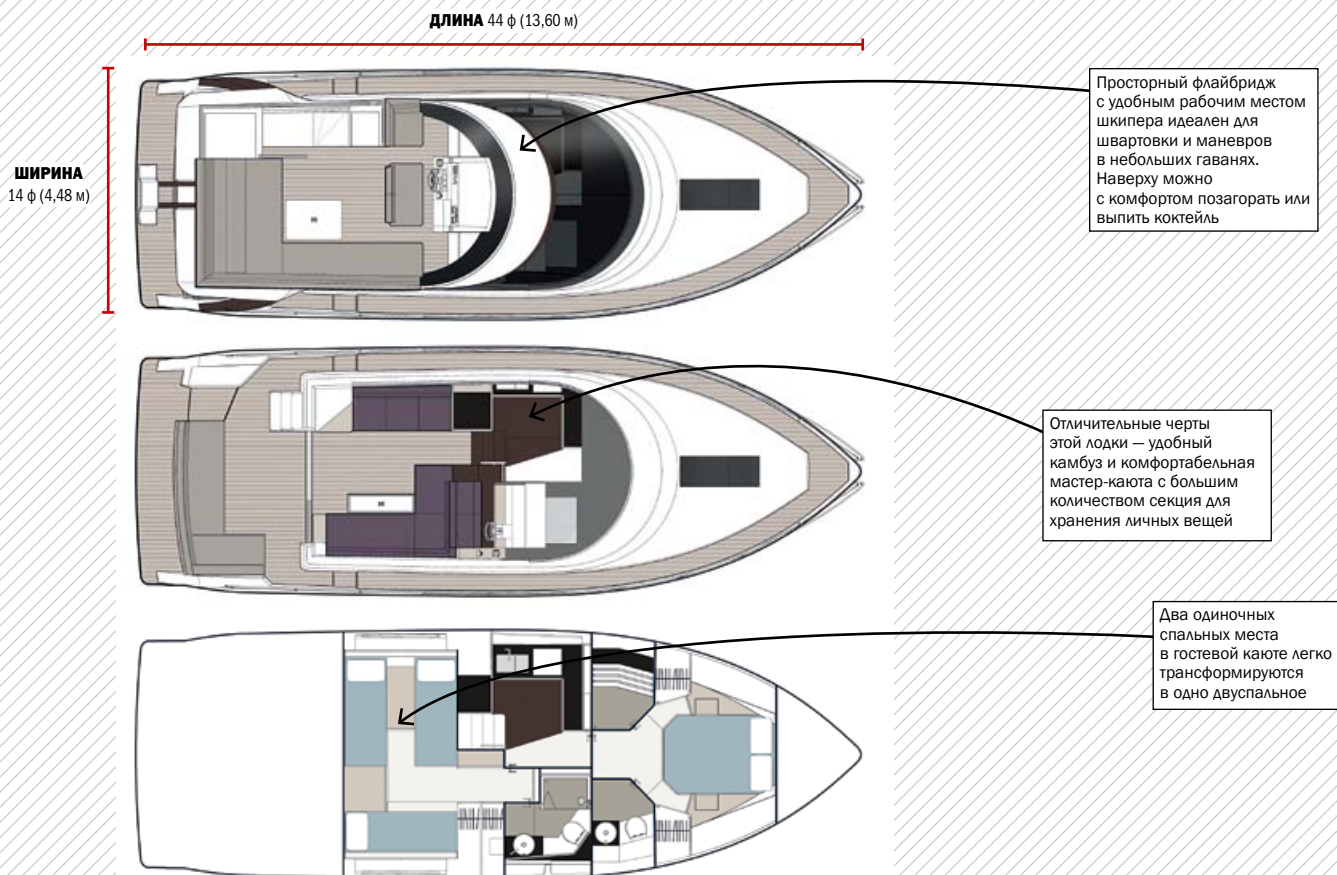 ДЛИНА 44 ф (13,60 м)
ШИРИНА
14 ф (4,48 м)
Просторный флайбридж
с удобным рабочим местом
шкипера идеален для
швартовки и маневров
в небольших гаванях.
Наверху можно
с комфортом позагорать или
выпить коктейль
Отличительные черты
этой лодки — удобный
камбуз и комфортабельная
мастер-каюта с большим
количеством секция для
хранения личных вещей
Два одиночных
спальных места
в гостевой каюте легко
трансформируются
в одно двуспальное